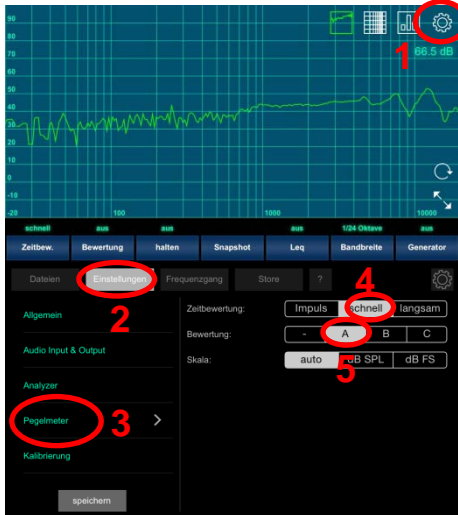 90
80
1
66.5 dB
70
60
50
40
30
20
10
0
-10
-20 100 1000 10000
schnell aus aus aus 1/24 Oktave aus
Zeitbew. Bewertung halten Snapshot Leq Bandbreite Generator
Dateien Einstellungen Frequenzgang Store ?
2
4
Allgemein
Zeitbewertung: Impuls schnell langsam
Bewertung: - A B C
Audio Input & Output
Skala: auto dB SPL dB FS
5
Analyzer
Pegelmeter 3
Kalibrierung
speichern